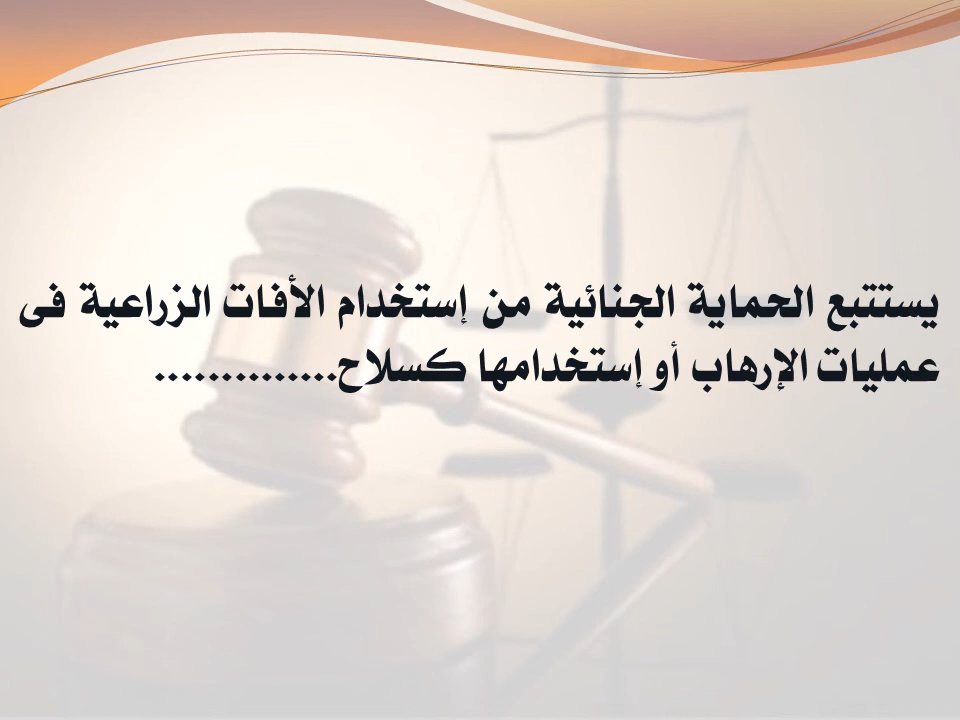 يستتبع الحماية الجنائية من إستخدام الأفات الزراعية فى
عمليات الإرهاب أو إستخدامها كسلاح..............